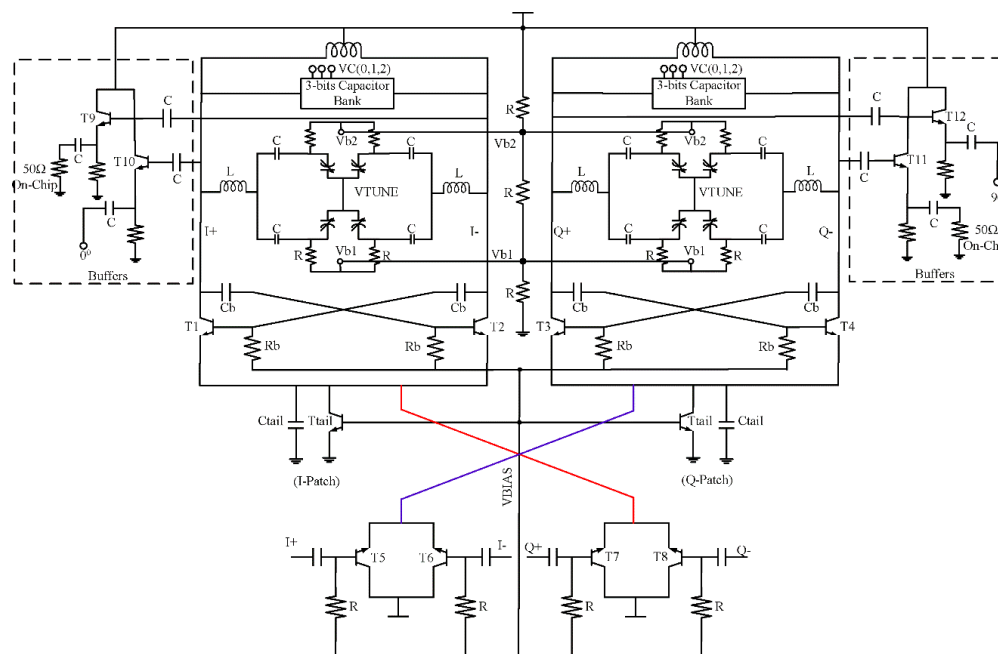 VC(0,1,2)
VC(0,1,2)
3-bits Capacitor
Bank
3-bits Capacitor
Bank
T9
C
C
T12
R
C
C
T10
C
50Ω
On-Chip
C
Vb2
C
Vb2
C
Vb2
C
C
T11
C
L
VTUNE
L
R
L
VTUNE
L
I+
I-
Q+
Q-
C
C
C
C
C
0°
Buffers
R
Vb1
R
Vb1
R
Vb1
R
C
50Ω
On-Ch
Buffers
R
Cb
Cb
Cb
Cb
T1
T2
T3
T4
Rb
Rb
Rb
Rb
Ctail
Ttail
Ttail
Ctail
(I-Patch)
(Q-Patch)
VBIAS
I+
I-
Q+
Q-
T5
T6
T7
T8
R
R
R
R